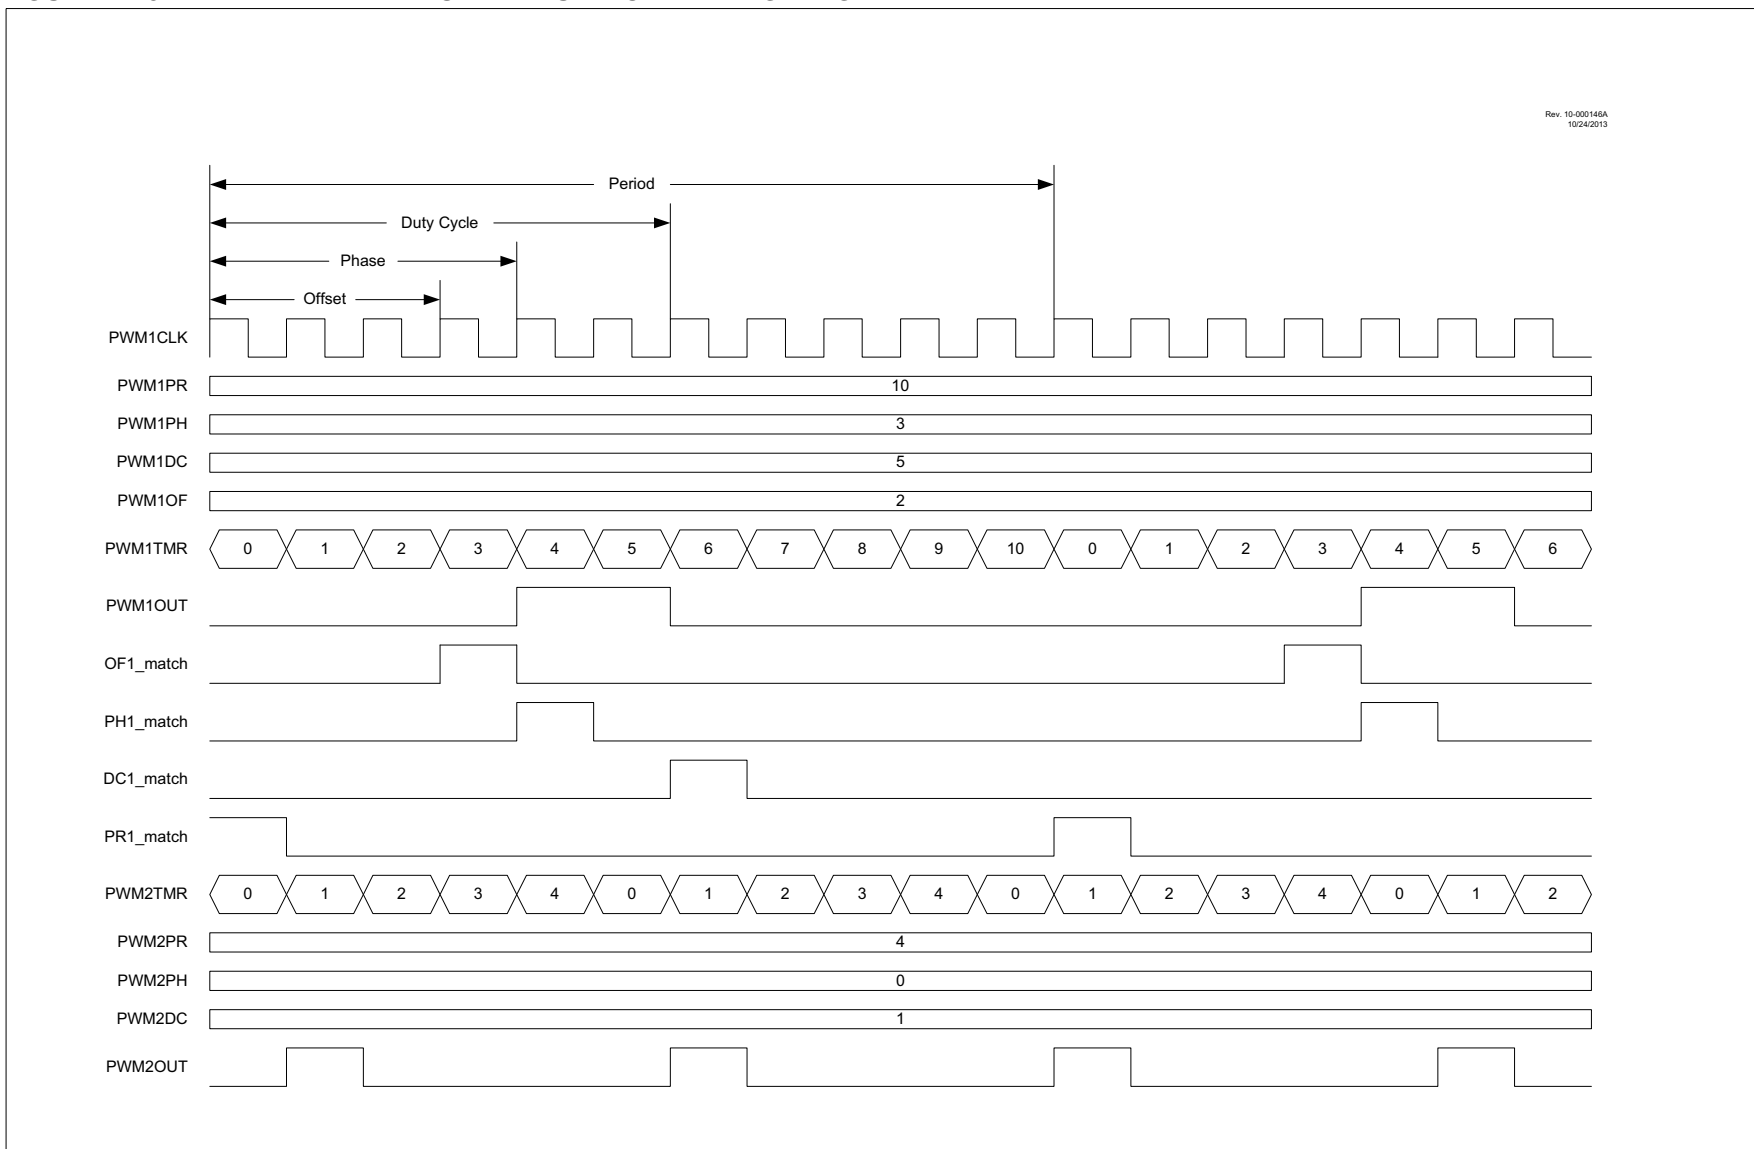 Rev. 10-000146A
10/24/2013
Period
Duty Cycle
Phase
Offset
PWM1CLK
PWM1PR 10
PWM1PH 3
PWM1DC 5
PWM1OF 2
PWM1TMR 0 1 2 3 4 5 6 7 8 9 10 0 1 2 3 4 5 6
PWM1OUT
OF1_match
PH1_match
DC1_match
PR1_match
PWM2TMR 0 1 2 3 4 0 1 2 3 4 0 1 2 3 4 0 1 2
PWM2PR 4
PWM2PH 0
PWM2DC 1
PWM2OUT